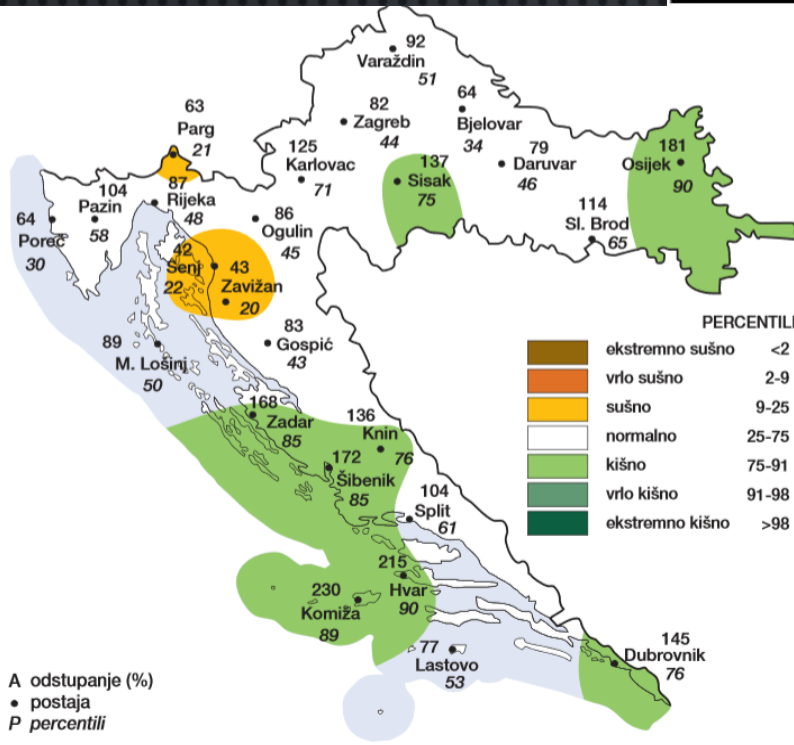 92
Varaždin
51
63
Parg
21
82
Zagreb
44
64
Bjelovar
34
125
Karlovac
71
137
Sisak
75
79
Daruvar
46
181
Osijek
90
104
Pazin
58
87
Rijeka
48
64
Poreč
30
86
Ogulin
45
114
Sl. Brod
65
42
Senj
22
43
Zavižan
20
83
Gospić
43
89
M. Lošinj
50
PERCENTILI
ekstremno sušno <2
vrlo sušno 2-9
sušno 9-25
normalno 25-75
kišno 75-91
vrlo kišno 91-98
ekstremno kišno >98
168
Zadar
85
136
Knin
76
172
Šibenik
85
104
Split
61
215
Hvar
90
230
Komiža
89
77
Lastovo
53
145
Dubrovnik
76
A odstupanje (%)
• postaja
P percentili